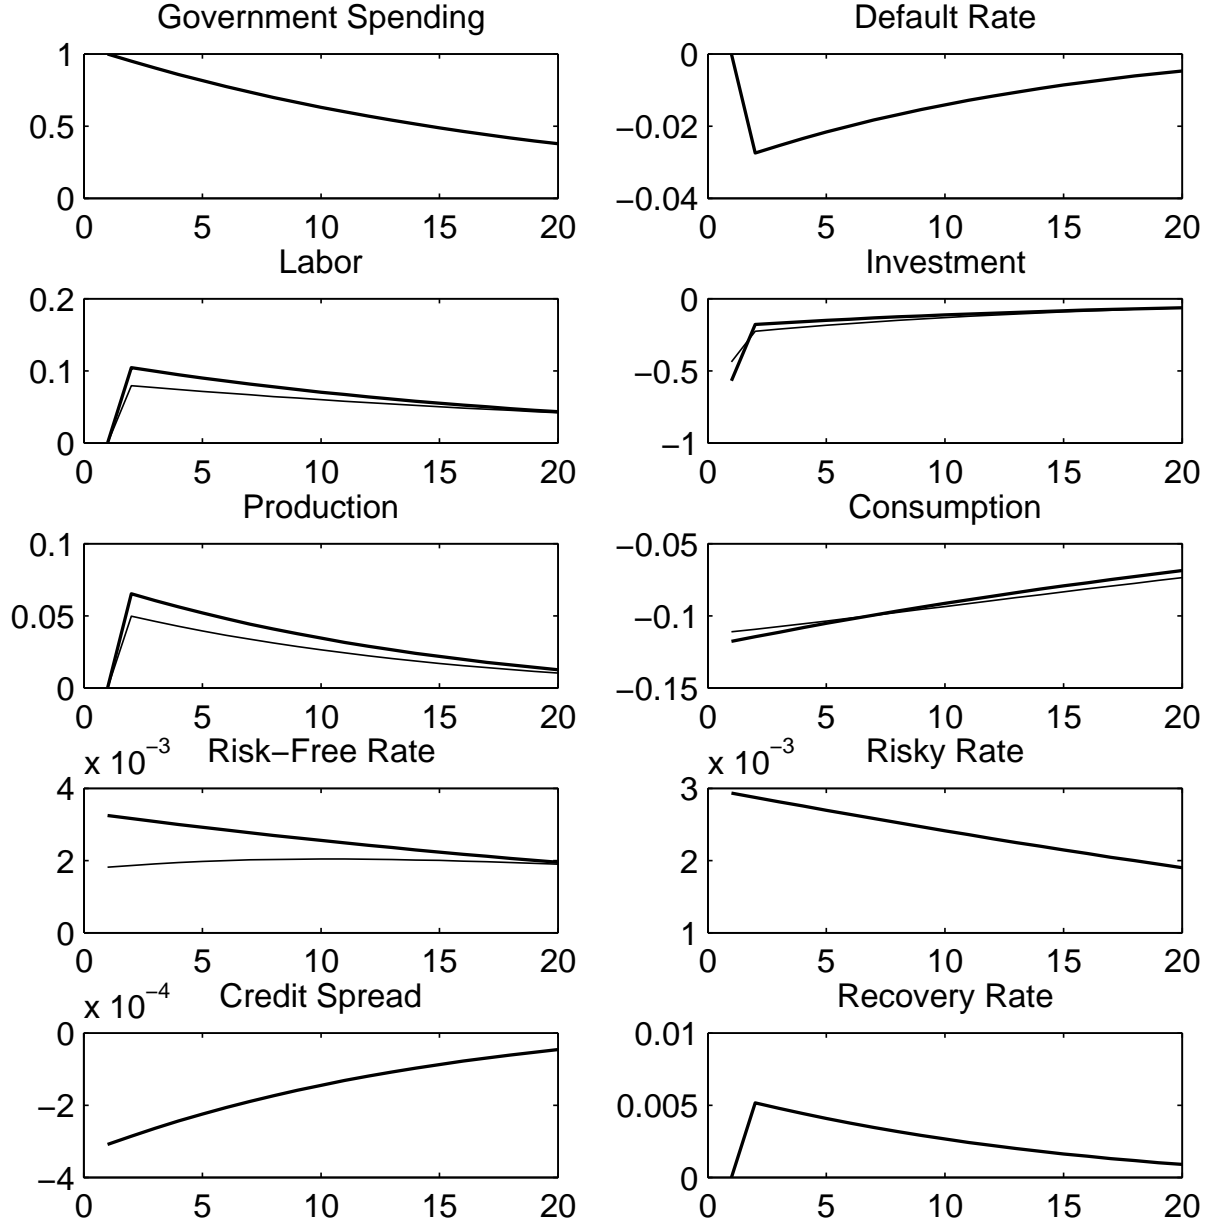 Government Spending
1
0.5
0
0 5 10 15 20
Default Rate
0
−0.02
−0.04
0 5 10 15 20
Labor
0.2
0.1
0
0 5 10 15 20
Investment
0
−0.5
−1
0 5 10 15 20
Production
0.1
0.05
0
0 5 10 15 20
Consumption
−0.05
−0.1
−0.15
0 5 10 15 20
x 10⁻³ Risk−Free Rate
4
2
0
0 5 10 15 20
x 10⁻³ Risky Rate
3
2
1
0 5 10 15 20
x 10⁻⁴ Credit Spread
0
−2
−4
0 5 10 15 20
Recovery Rate
0.01
0.005
0
0 5 10 15 20